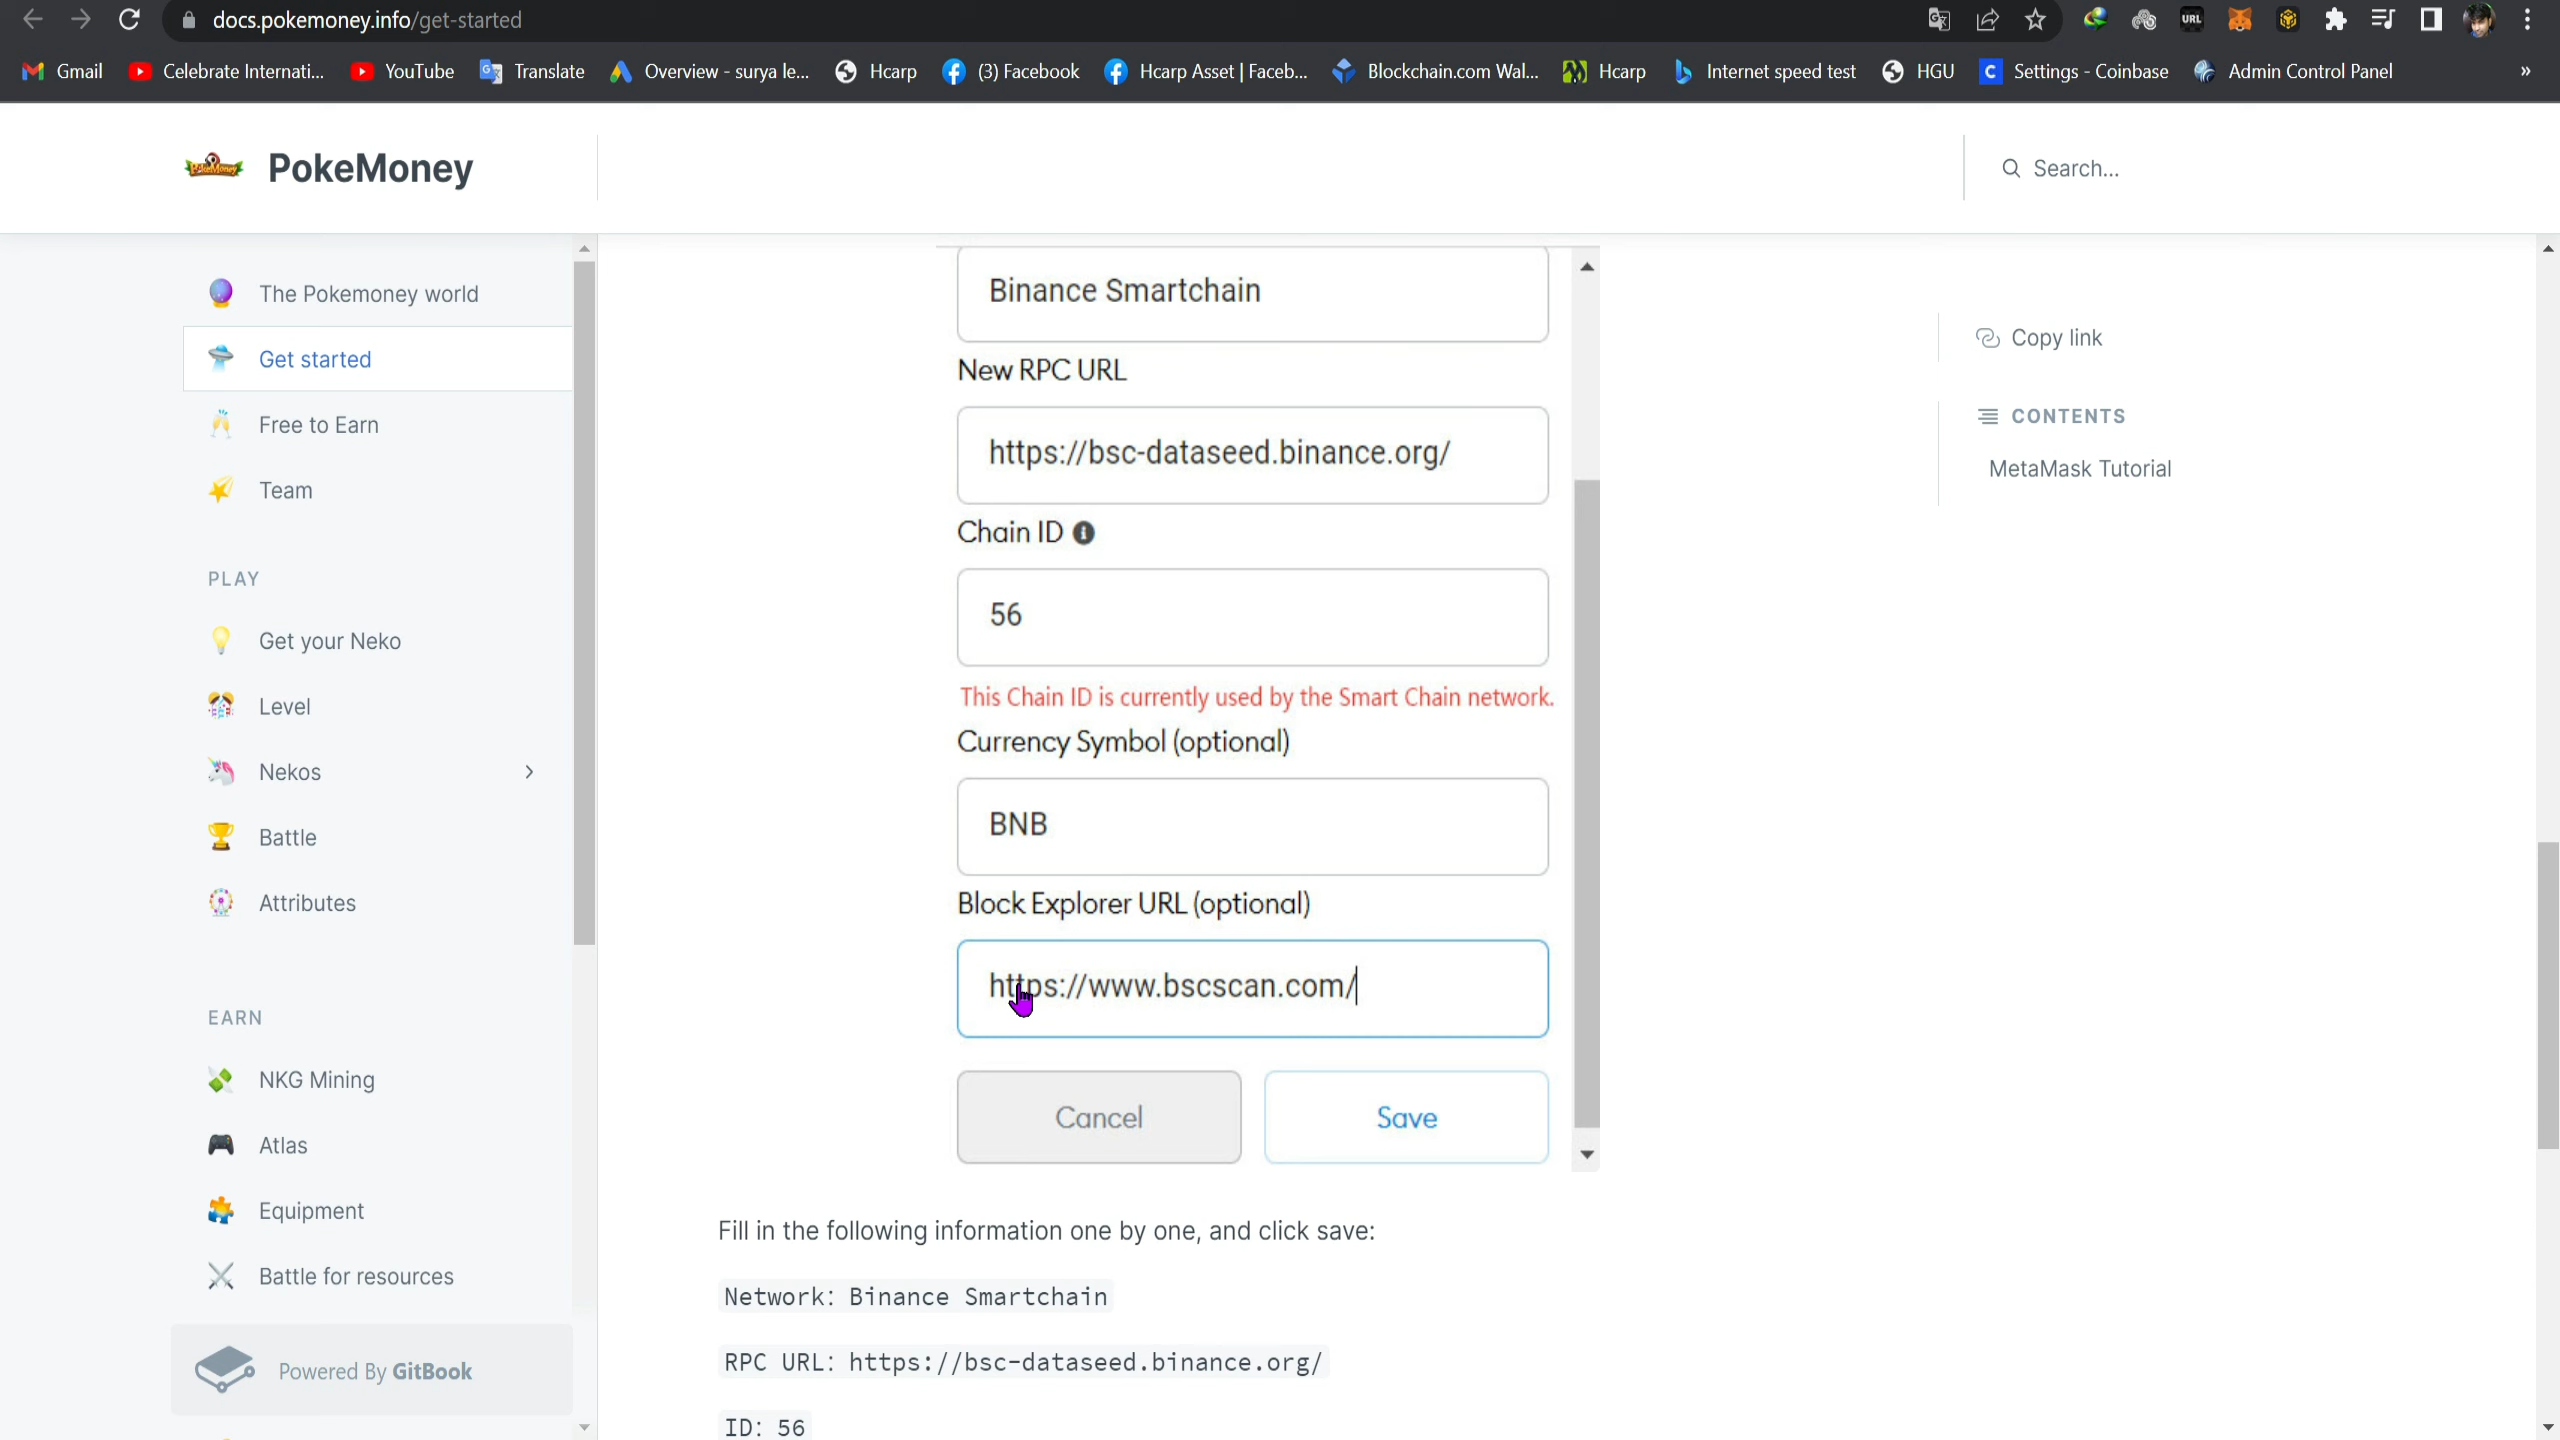 docs.pokemoney.info/get-started
URL
Gmail
Celebrate Internati...
YouTube
Translate
Overview - surya le...
Hcarp
(3) Facebook
Hcarp Asset | Faceb...
Blockchain.com Wal...
Hcarp
Internet speed test
HGU
Settings - Coinbase
Admin Control Panel
»
PokeMoney
PokeMoney
Search...
The Pokemoney world
Get started
Free to Earn
Team
PLAY
Get your Neko
Level
Nekos
Battle
Attributes
EARN
NKG Mining
Atlas
Equipment
Battle for resources
Powered By GitBook
Binance Smartchain
New RPC URL
https://bsc-dataseed.binance.org/
Chain ID
56
This Chain ID is currently used by the Smart Chain network.
Currency Symbol (optional)
BNB
Block Explorer URL (optional)
https://www.bscscan.com/
Cancel
Save
Fill in the following information one by one, and click save:
Network: Binance Smartchain
RPC URL: https://bsc-dataseed.binance.org/
ID: 56
Copy link
CONTENTS
MetaMask Tutorial